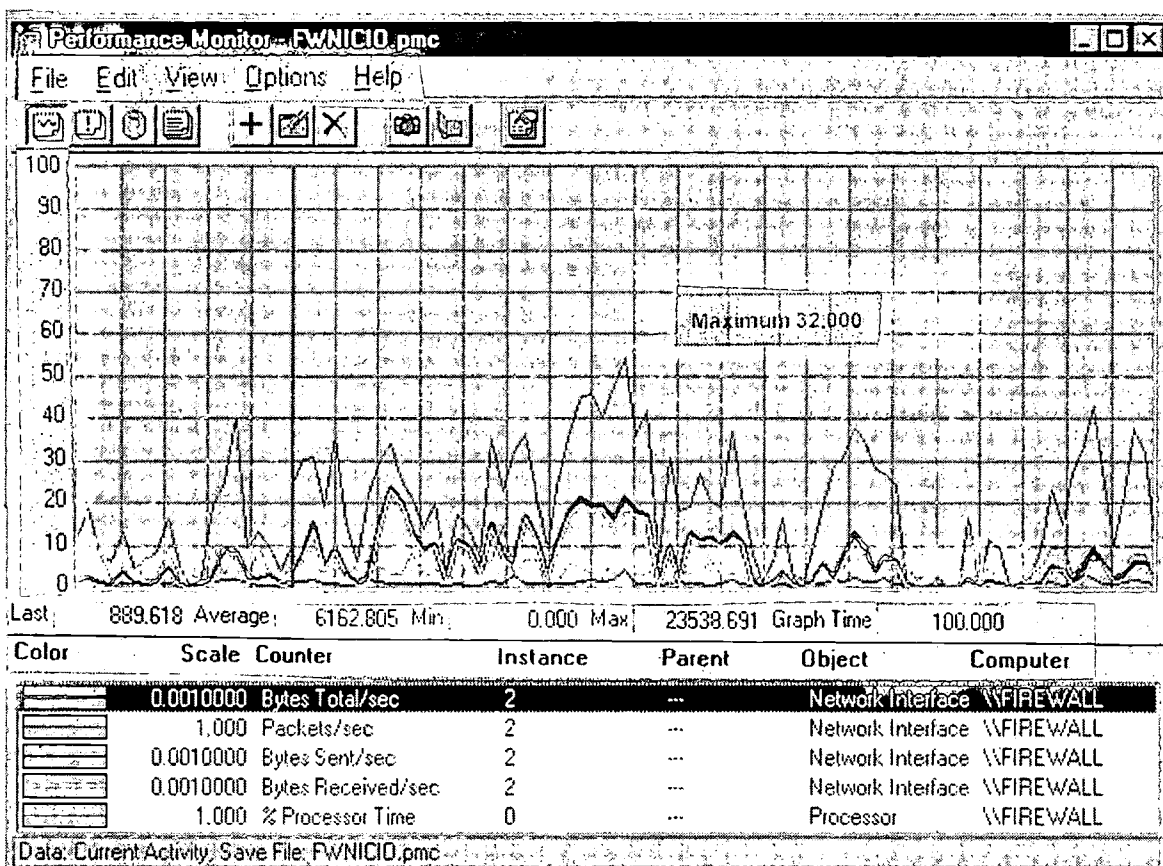 Performance Monitor - FWNICIO.pmc
File Edit View Options Help
100
90
80
70
Maximum 32,000
60
50
40
30
20
10
0
Last 889.618 Average 6162.805 Min 0.000 Max 23538.691 Graph Time 100.000
Color Scale Counter Instance Parent Object Computer
0.0010000 Bytes Total/sec 2 --- Network Interface \\FIREWALL
1.000 Packets/sec 2 --- Network Interface \\FIREWALL
0.0010000 Bytes Sent/sec 2 --- Network Interface \\FIREWALL
0.0010000 Bytes Received/sec 2 --- Network Interface \\FIREWALL
1.000 % Processor Time 0 --- Processor \\FIREWALL
Data: Current Activity, Save File: FWNICIO.pmc